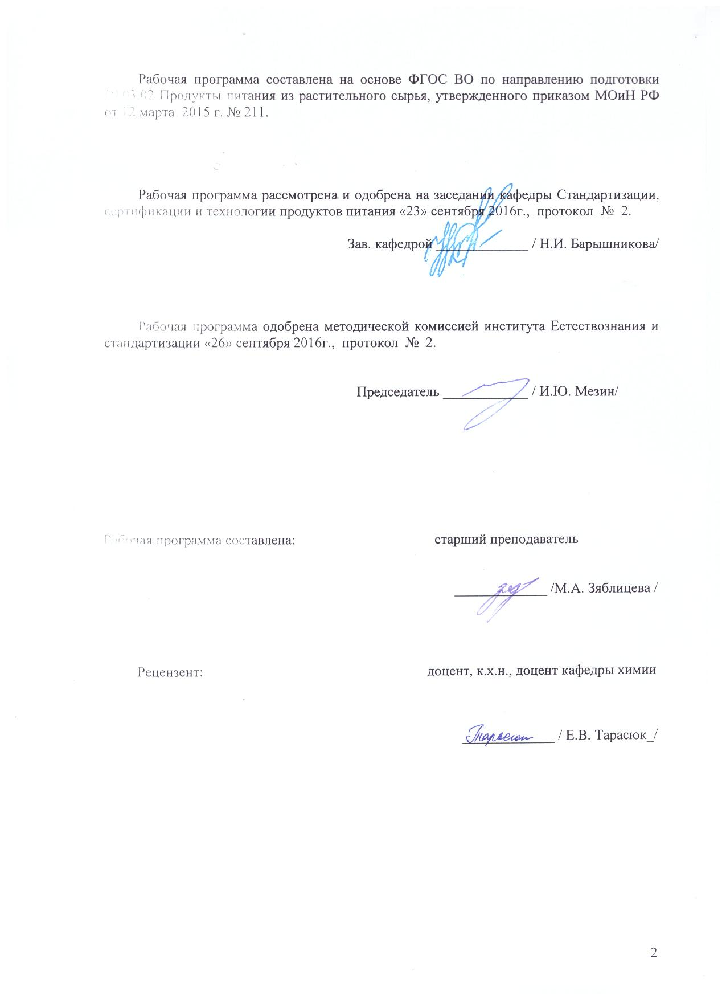 Рабочая программа составлена на основе ФГОС ВО по направлению подготовки
19.03.02 Продукты питания из растительного сырья, утвержденного приказом МОиН РФ
от 12 марта 2015 г. № 211.
Рабочая программа рассмотрена и одобрена на заседании кафедры Стандартизации,
сертификации и технологии продуктов питания «23» сентября 2016г., протокол № 2.
Зав. кафедрой _____________ / Н.И. Барышникова/
Рабочая программа одобрена методической комиссией института Естествознания и
стандартизации «26» сентября 2016г., протокол № 2.
Председатель ____________ / И.Ю. Мезин/
Рабочая программа составлена: старший преподаватель
_____________ /М.А. Зяблицева /
Рецензент: доцент, к.х.н., доцент кафедры химии
Тарасюк / Е.В. Тарасюк_/
2